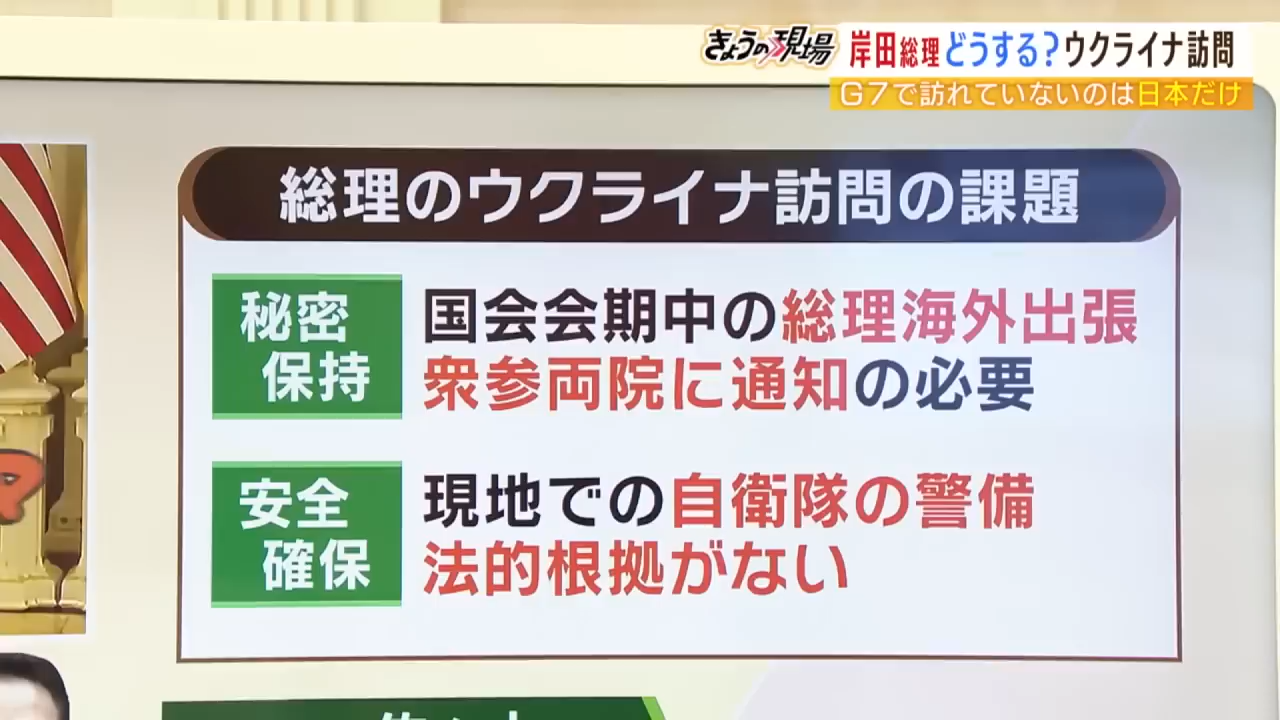 きょうの現場
岸田総理どうする?ウクライナ訪問
G7で訪れていないのは日本だけ
総理のウクライナ訪問の課題
秘密
保持
国会会期中の総理海外出張
衆参両院に通知の必要
安全
確保
現地での自衛隊の警備
法的根拠がない